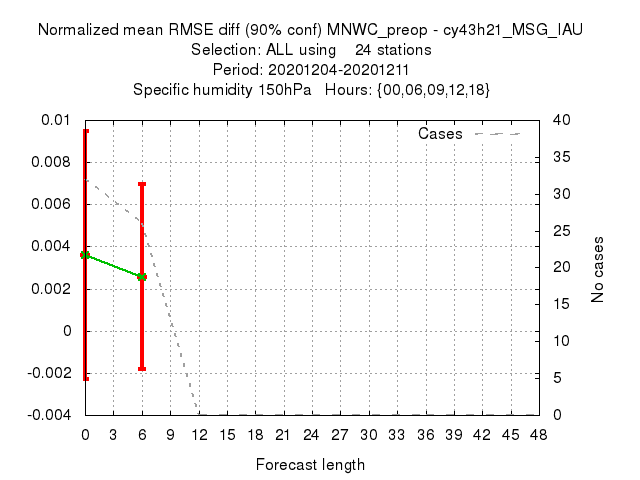 Normalized mean RMSE diff (90% conf) MNWC_preop - cy43h21_MSG_IAU
Selection: ALL using 24 stations
Period: 20201204-20201211
Specific humidity 150hPa Hours: {00,06,09,12,18}
Cases
0.01
0.008
0.006
0.004
0.002
0
-0.002
-0.004
40
35
30
25
20
15
10
5
0
No cases
0 3 6 9 12 15 18 21 24 27 30 33 36 39 42 45 48
Forecast length